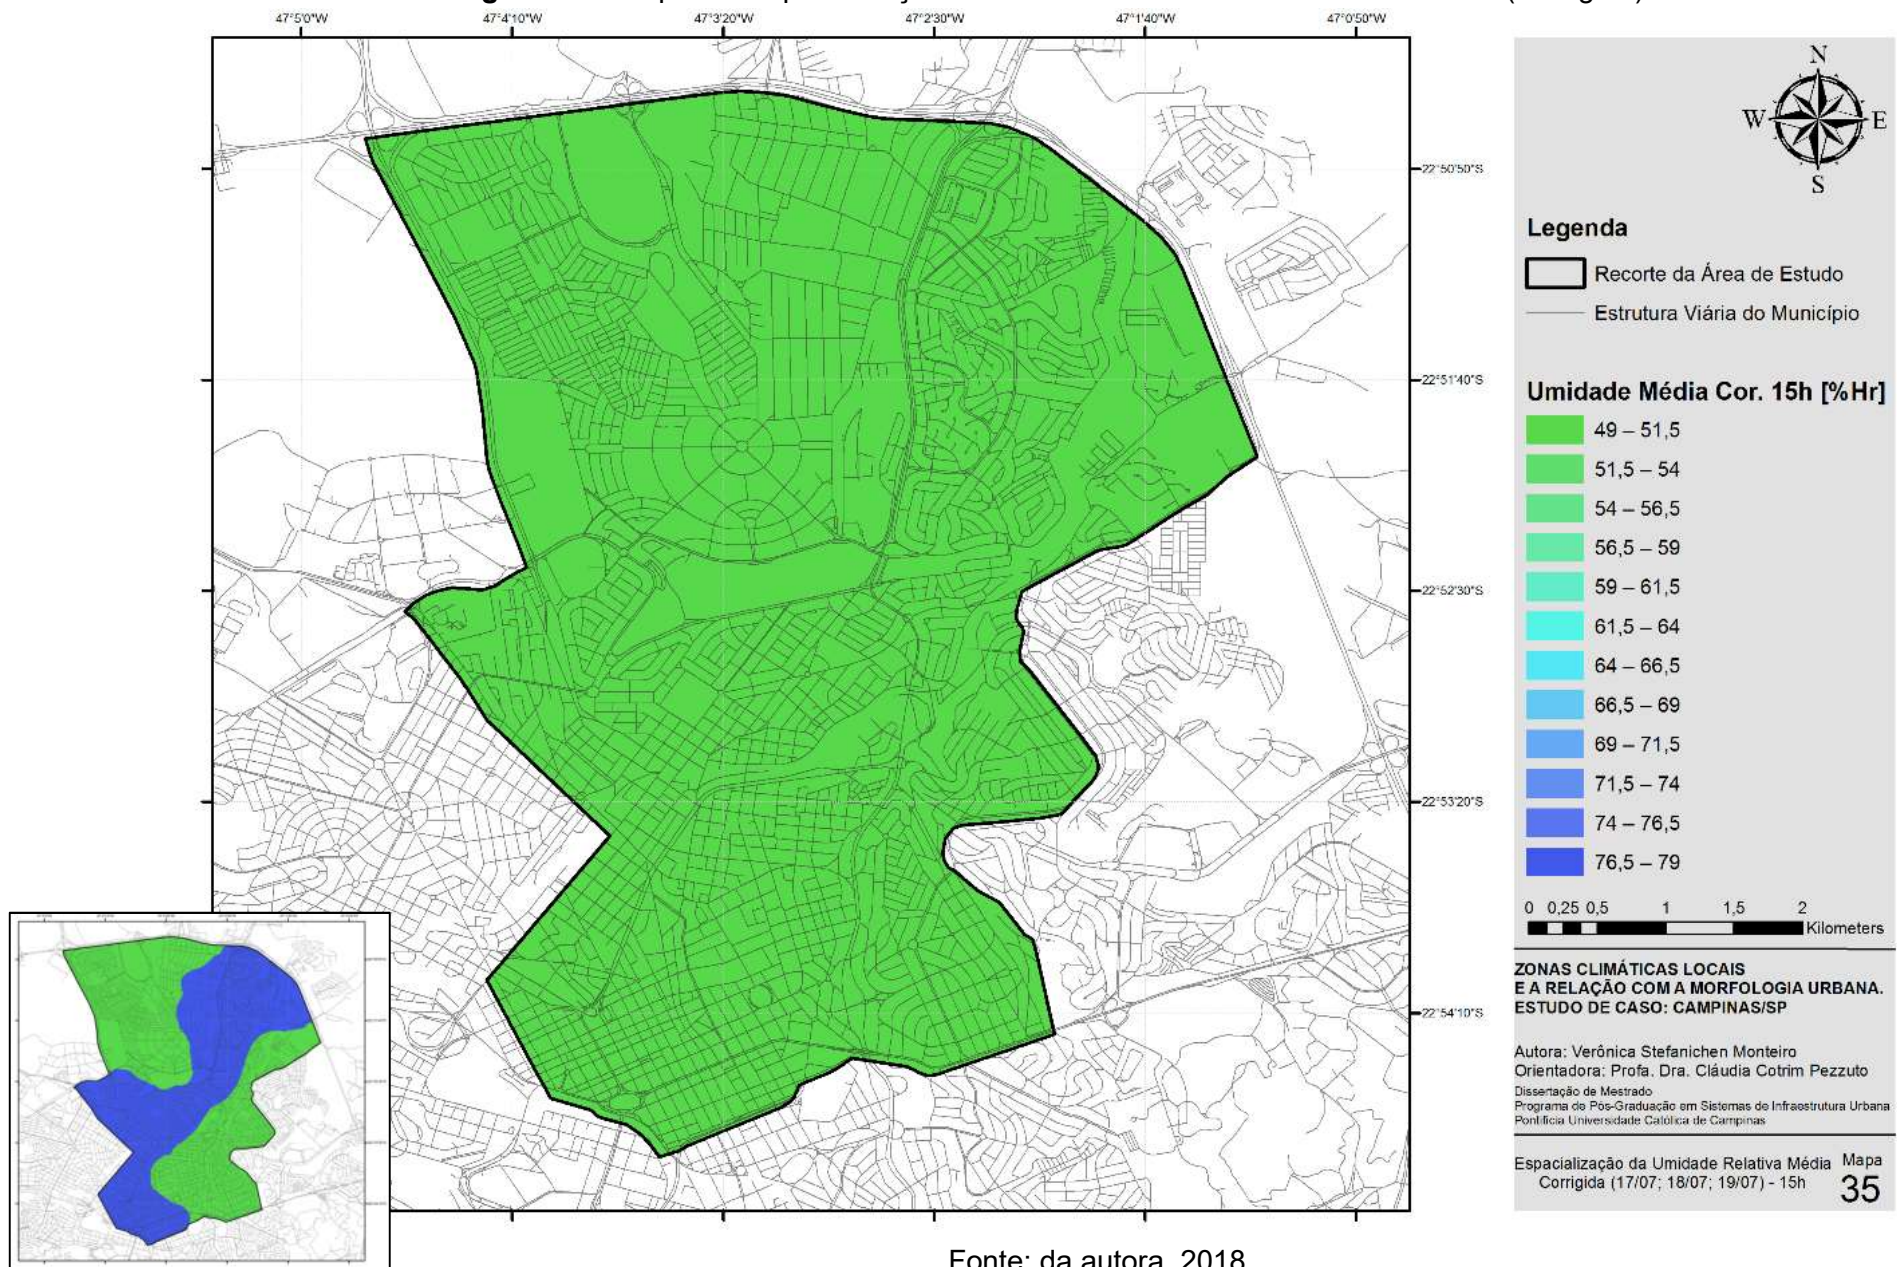 47°5'0"W 47°4'10"W 47°3'20"W 47°2'30"W 47°1'40"W 47°0'50"W
22°50'50"S
22°51'40"S
22°52'30"S
22°53'20"S
22°54'10"S
N
W E
S
Legenda
Recorte da Área de Estudo
Estrutura Viária do Município
Umidade Média Cor. 15h [%Hr]
49 – 51,5
51,5 – 54
54 – 56,5
56,5 – 59
59 – 61,5
61,5 – 64
64 – 66,5
66,5 – 69
69 – 71,5
71,5 – 74
74 – 76,5
76,5 – 79
0 0,25 0,5 1 1,5 2
Kilometers
ZONAS CLIMÁTICAS LOCAIS
E A RELAÇÃO COM A MORFOLOGIA URBANA.
ESTUDO DE CASO: CAMPINAS/SP
Autora: Verônica Stefanichen Monteiro
Orientadora: Profa. Dra. Cláudia Cotrim Pezzuto
Dissertação de Mestrado
Programa de Pós-Graduação em Sistemas de Infraestrutura Urbana
Pontifícia Universidade Católica de Campinas
Espacialização da Umidade Relativa Média
Corrigida (17/07; 18/07; 19/07) - 15h
Mapa
35
Fonte: da autora, 2018